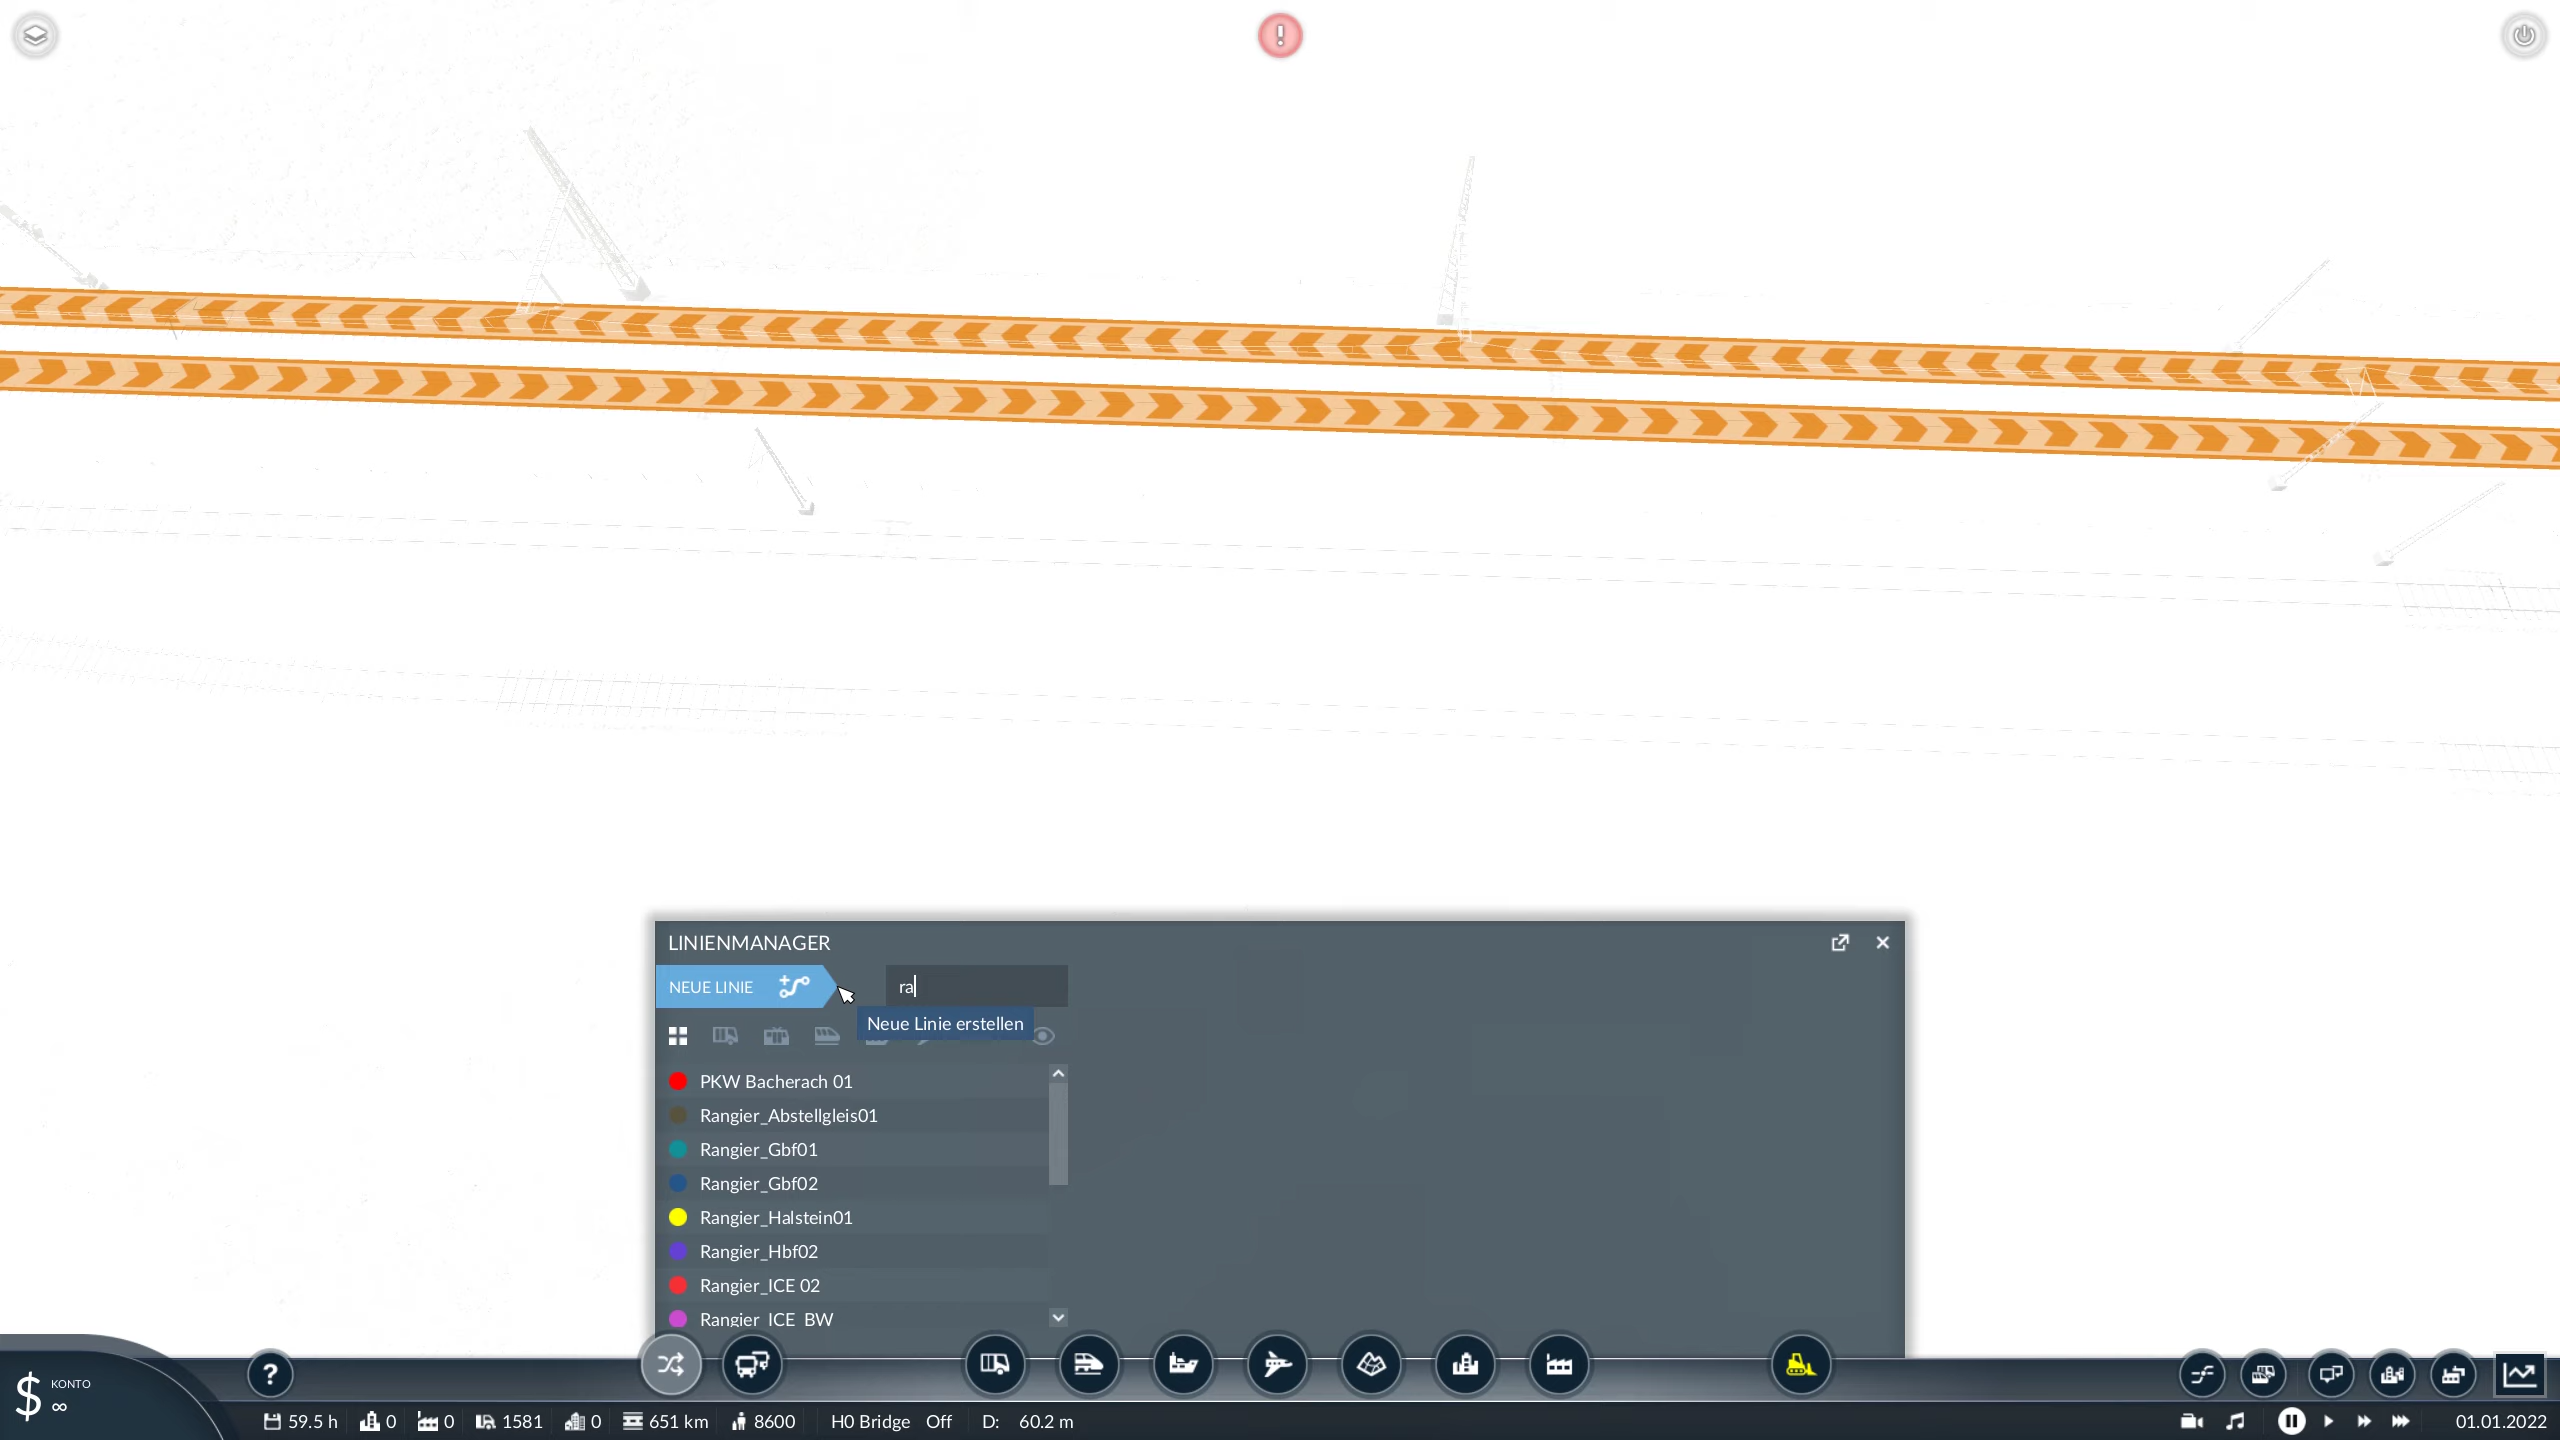 LINIENMANAGER
NEUE LINIE
ra
Neue Linie erstellen
PKW Bacherach 01
Rangier_Abstellgleis01
Rangier_Gbf01
Rangier_Gbf02
Rangier_Halstein01
Rangier_Hbf02
Rangier_ICE 02
Rangier_ICE_BW
?
$ KONTO
∞
59.5 h 0 0 1581 0 651 km 8600 H0 Bridge Off D: 60.2 m 01.01.2022